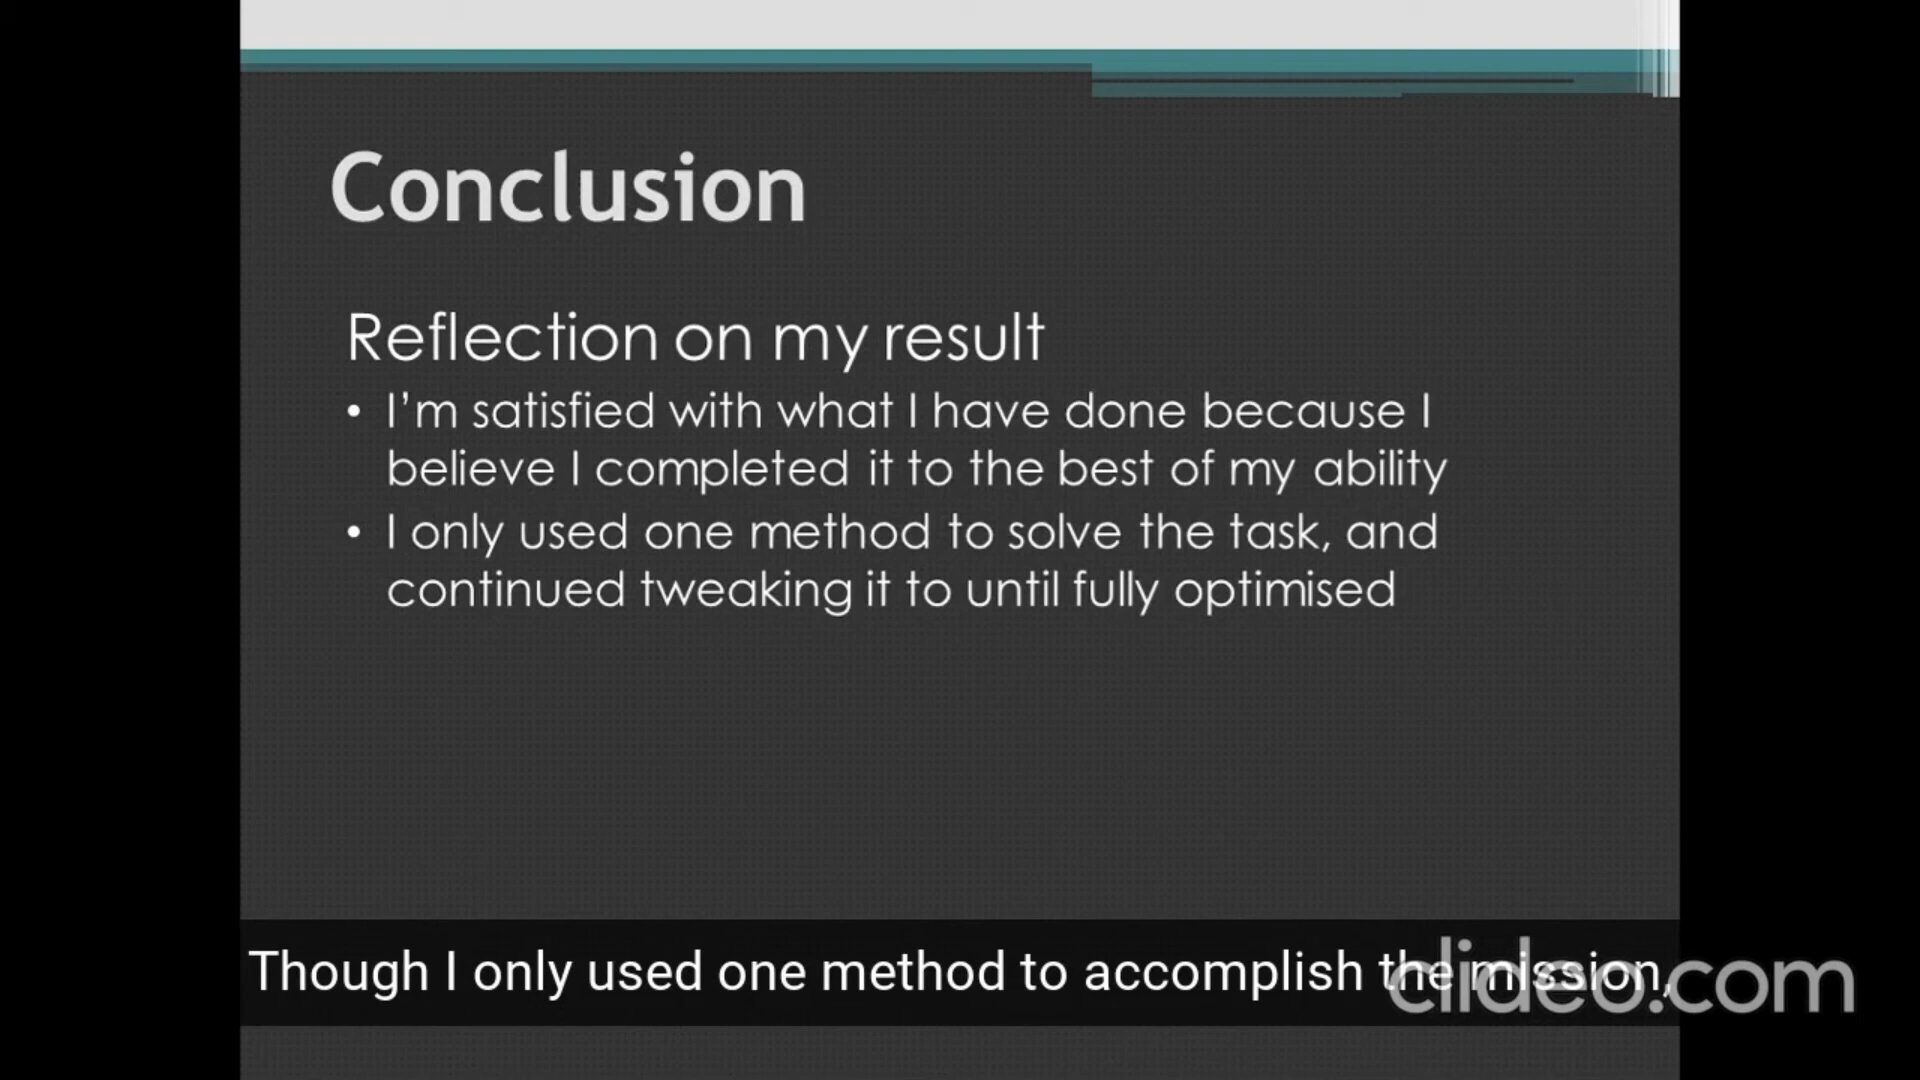 Conclusion
Reflection on my result
• I’m satisfied with what I have done because I
believe I completed it to the best of my ability
• I only used one method to solve the task, and
continued tweaking it to until fully optimised
Though I only used one method to accomplish the mission,
clideo.com